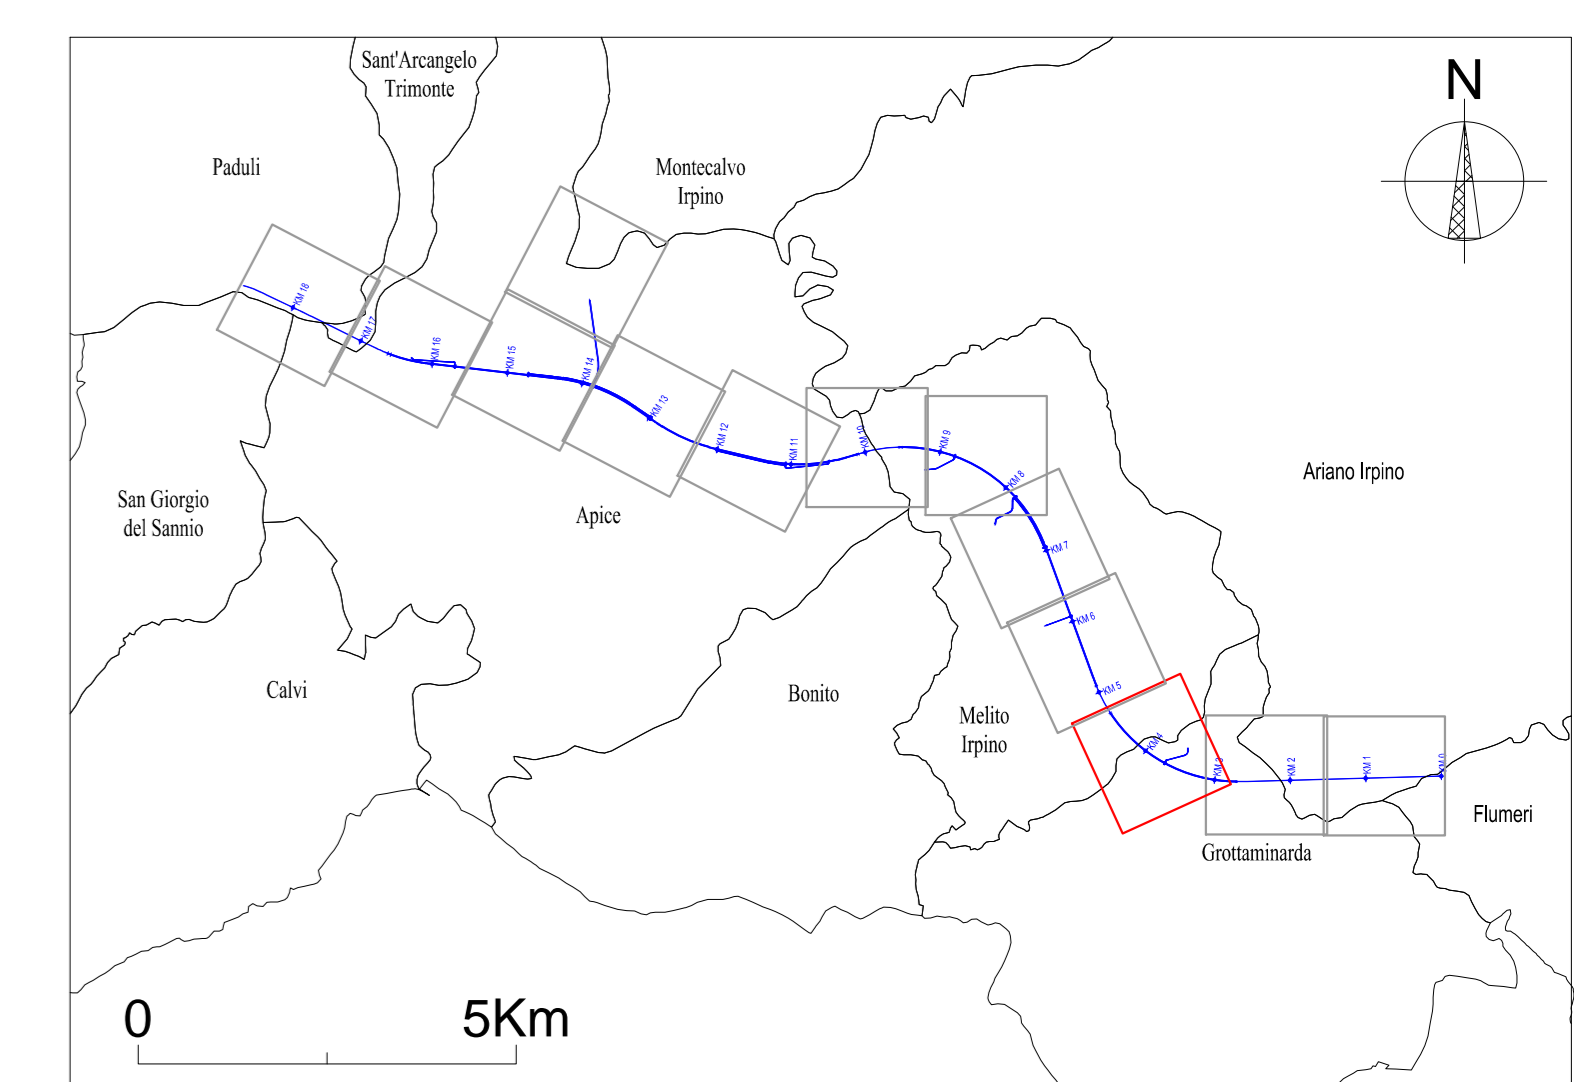 Sant'Arcangelo
Trimonte
N
Paduli
Montecalvo
Irpino
KM 18
KM 17
KM 16
KM 15
KM 14
KM 13
KM 12
KM 11
KM 10
KM 9
KM 8
KM 7
KM 6
KM 5
KM 4
KM 3
KM 2
KM 1
KM 0
Ariano Irpino
San Giorgio
del Sannio
Apice
Calvi
Bonito
Melito
Irpino
Flumeri
Grottaminarda
0
5Km